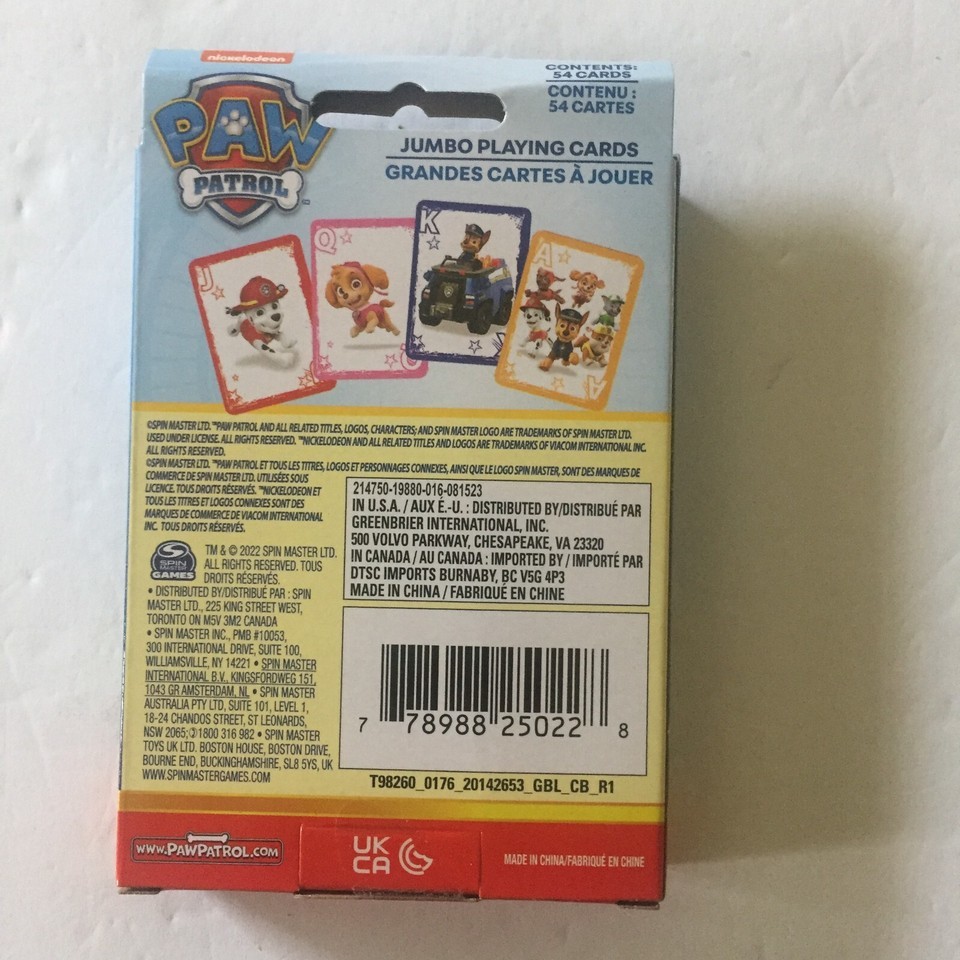 nickelodeon
PAW
PATROL
CONTENTS:
54 CARDS
CONTENU :
54 CARTES
JUMBO PLAYING CARDS
GRANDES CARTES À JOUER
J
Q
Q
K
A
A
©SPIN MASTER LTD. ™PAW PATROL AND ALL RELATED TITLES, LOGOS, CHARACTERS; AND SPIN MASTER LOGO ARE TRADEMARKS OF SPIN MASTER LTD.
USED UNDER LICENSE. ALL RIGHTS RESERVED. ™NICKELODEON AND ALL RELATED TITLES AND LOGOS ARE TRADEMARKS OF VIACOM INTERNATIONAL INC.
ALL RIGHTS RESERVED.
©SPIN MASTER LTD. ™PAW PATROL ET TOUS LES TITRES, LOGOS ET PERSONNAGES CONNEXES, AINSI QUE LE LOGO SPIN MASTER, SONT DES MARQUES DE
COMMERCE DE SPIN MASTER LTD. UTILISÉES SOUS
LICENCE. TOUS DROITS RÉSERVÉS. ™NICKELODEON ET
TOUS LES TITRES ET LOGOS CONNEXES SONT DES
MARQUES DE COMMERCE DE VIACOM INTERNATIONAL
INC. TOUS DROITS RÉSERVÉS.
SPIN
MASTER
GAMES
TM & © 2022 SPIN MASTER LTD.
ALL RIGHTS RESERVED. TOUS
DROITS RÉSERVÉS.
• DISTRIBUTED BY/DISTRIBUÉ PAR : SPIN
MASTER LTD., 225 KING STREET WEST,
TORONTO ON M5V 3M2 CANADA
• SPIN MASTER INC., PMB #10053,
300 INTERNATIONAL DRIVE, SUITE 100,
WILLIAMSVILLE, NY 14221 • SPIN MASTER
INTERNATIONAL B.V., KINGSFORDWEG 151,
1043 GR AMSTERDAM, NL • SPIN MASTER
AUSTRALIA PTY LTD, SUITE 101, LEVEL 1,
18-24 CHANDOS STREET, ST LEONARDS,
NSW 2065; 1800 316 982 • SPIN MASTER
TOYS UK LTD. BOSTON HOUSE, BOSTON DRIVE,
BOURNE END, BUCKINGHAMSHIRE, SL8 5YS, UK
WWW.SPINMASTERGAMES.COM
214750-19880-016-081523
IN U.S.A. / AUX É.-U. : DISTRIBUTED BY/DISTRIBUÉ PAR
GREENBRIER INTERNATIONAL, INC.
500 VOLVO PARKWAY, CHESAPEAKE, VA 23320
IN CANADA / AU CANADA : IMPORTED BY / IMPORTÉ PAR
DTSC IMPORTS BURNABY, BC V5G 4P3
MADE IN CHINA / FABRIQUÉ EN CHINE
7 78988 25022 8
T98260_0176_20142653_GBL_CB_R1
WWW.PAWPATROL.COM
UK
CA
MADE IN CHINA/FABRIQUÉ EN CHINE